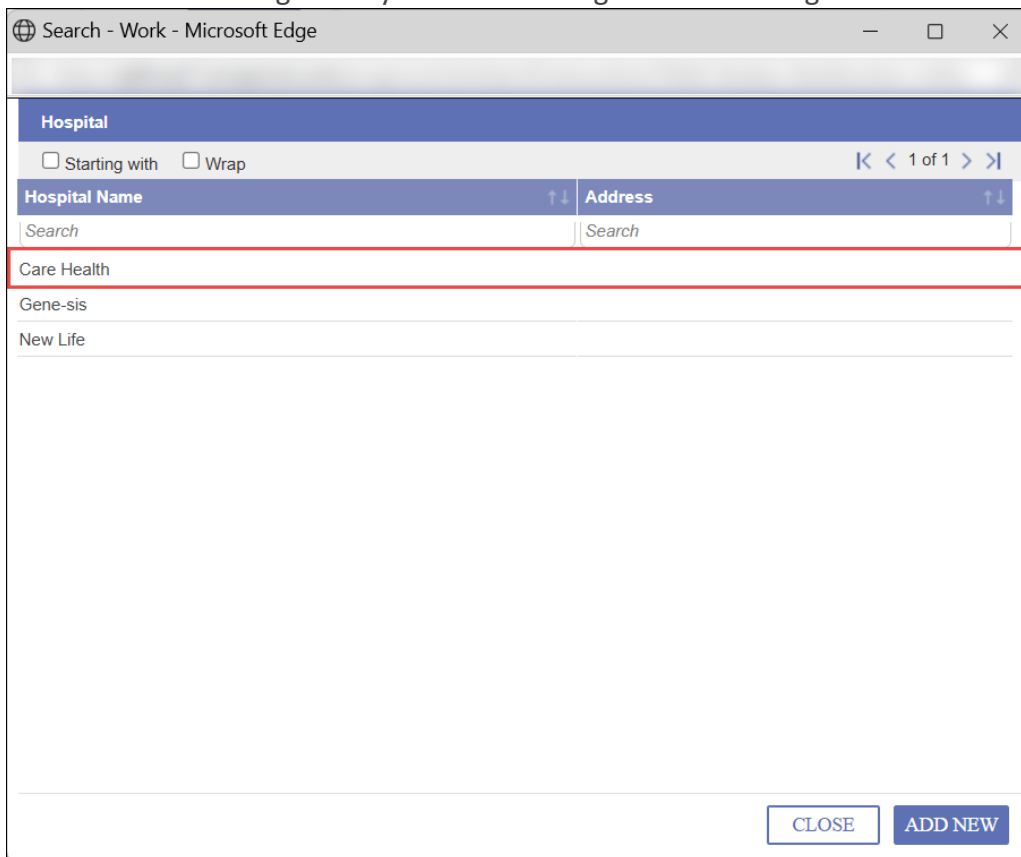 Search - Work - Microsoft Edge
Hospital
Starting with Wrap 1 of 1
Hospital Name Address
Search Search
Care Health
Gene-sis
New Life
CLOSE ADD NEW